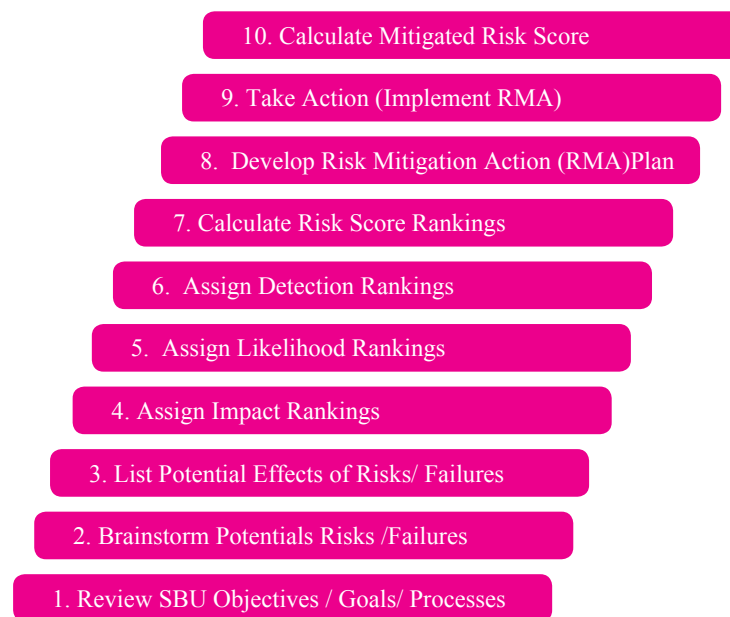 10. Calculate Mitigated Risk Score
9. Take Action (Implement RMA)
8.  Develop Risk Mitigation Action (RMA)Plan
7. Calculate Risk Score Rankings
6.  Assign Detection Rankings
5.  Assign Likelihood Rankings
4. Assign Impact Rankings
3. List Potential Effects of Risks/ Failures
2. Brainstorm Potentials Risks /Failures
1. Review SBU Objectives / Goals/ Processes